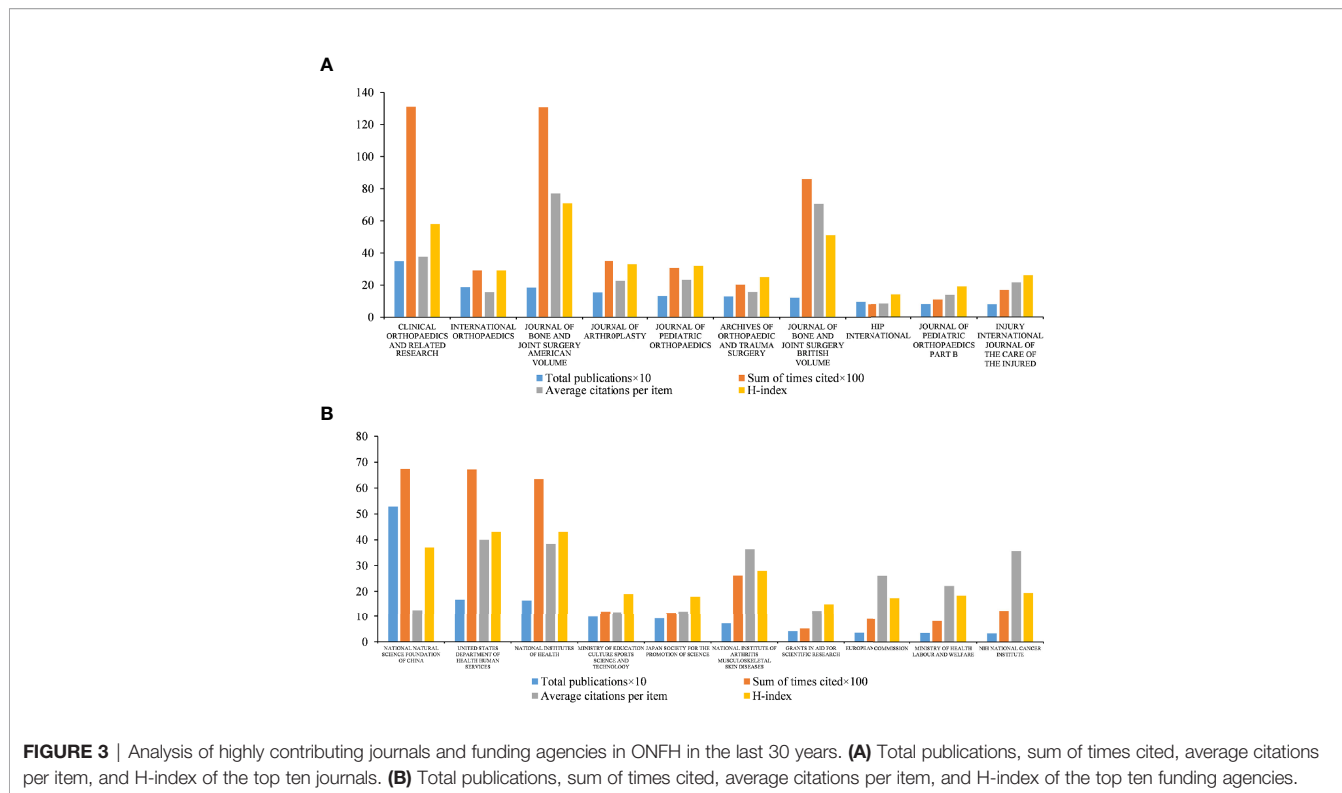 A
140
120
100
80
60
40
20
0
CLINICAL ORTHOPAEDICS AND RELATED RESEARCH
INTERNATIONAL ORTHOPAEDICS
JOURNAL OF BONE AND JOINT SURGERY AMERICAN VOLUME
JOURNAL OF ARTHROPLASTY
JOURNAL OF PEDIATRIC ORTHOPAEDICS
ARCHIVES OF ORTHOPAEDIC AND TRAUMA SURGERY
JOURNAL OF BONE AND JOINT SURGERY BRITISH VOLUME
HIP INTERNATIONAL
JOURNAL OF PEDIATRIC ORTHOPAEDICS PART B
INJURY INTERNATIONAL JOURNAL OF THE CARE OF THE INJURED
Total publications×10
Sum of times cited×100
Average citations per item
H-index
B
80
70
60
50
40
30
20
10
0
NATIONAL NATURAL SCIENCE FOUNDATION OF CHINA
UNITED STATES DEPARTMENT OF HEALTH HUMAN SERVICES
NATIONAL INSTITUTES OF HEALTH
MINISTRY OF EDUCATION CULTURE SPORTS SCIENCE AND TECHNOLOGY
JAPAN SOCIETY FOR THE PROMOTION OF SCIENCE
NATIONAL INSTITUTE OF ARTHRITIS MUSCULOSKELETAL SKIN DISEASES
GRANTS IN AID FOR SCIENTIFIC RESEARCH
EUROPEAN COMMISSION
MINISTRY OF HEALTH LABOUR AND WELFARE
NIH NATIONAL CANCER INSTITUTE
Total publications×10
Sum of times cited×100
Average citations per item
H-index
FIGURE 3 | Analysis of highly contributing journals and funding agencies in ONFH in the last 30 years. (A) Total publications, sum of times cited, average citations
per item, and H-index of the top ten journals. (B) Total publications, sum of times cited, average citations per item, and H-index of the top ten funding agencies.